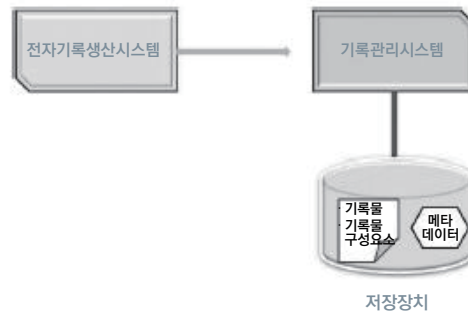 전자기록생산시스템
기록관리시스템
· 기록물
· 기록물
구성요소
메타
데이터
저장장치